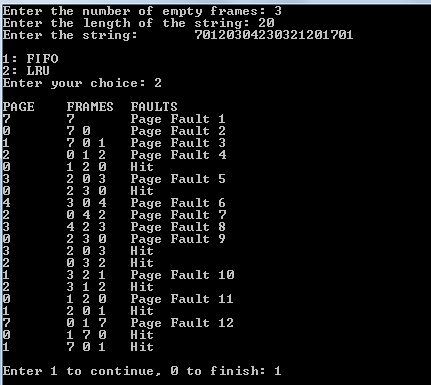 Enter the number of empty frames: 3
Enter the length of the string: 20
Enter the string: 70120304230321201701
1: FIFO
2: LRU
Enter your choice: 2
PAGE FRAMES FAULTS
7 7 Page Fault 1
0 7 0 Page Fault 2
1 7 0 1 Page Fault 3
2 0 1 2 Page Fault 4
0 1 2 0 Hit
3 2 0 3 Page Fault 5
0 2 3 0 Hit
4 3 0 4 Page Fault 6
2 0 4 2 Page Fault 7
3 4 2 3 Page Fault 8
0 2 3 0 Page Fault 9
3 2 0 3 Hit
2 0 3 2 Hit
1 3 2 1 Page Fault 10
2 3 1 2 Hit
0 1 2 0 Page Fault 11
1 2 0 1 Hit
7 0 1 7 Page Fault 12
0 1 7 0 Hit
1 7 0 1 Hit
Enter 1 to continue, 0 to finish: 1